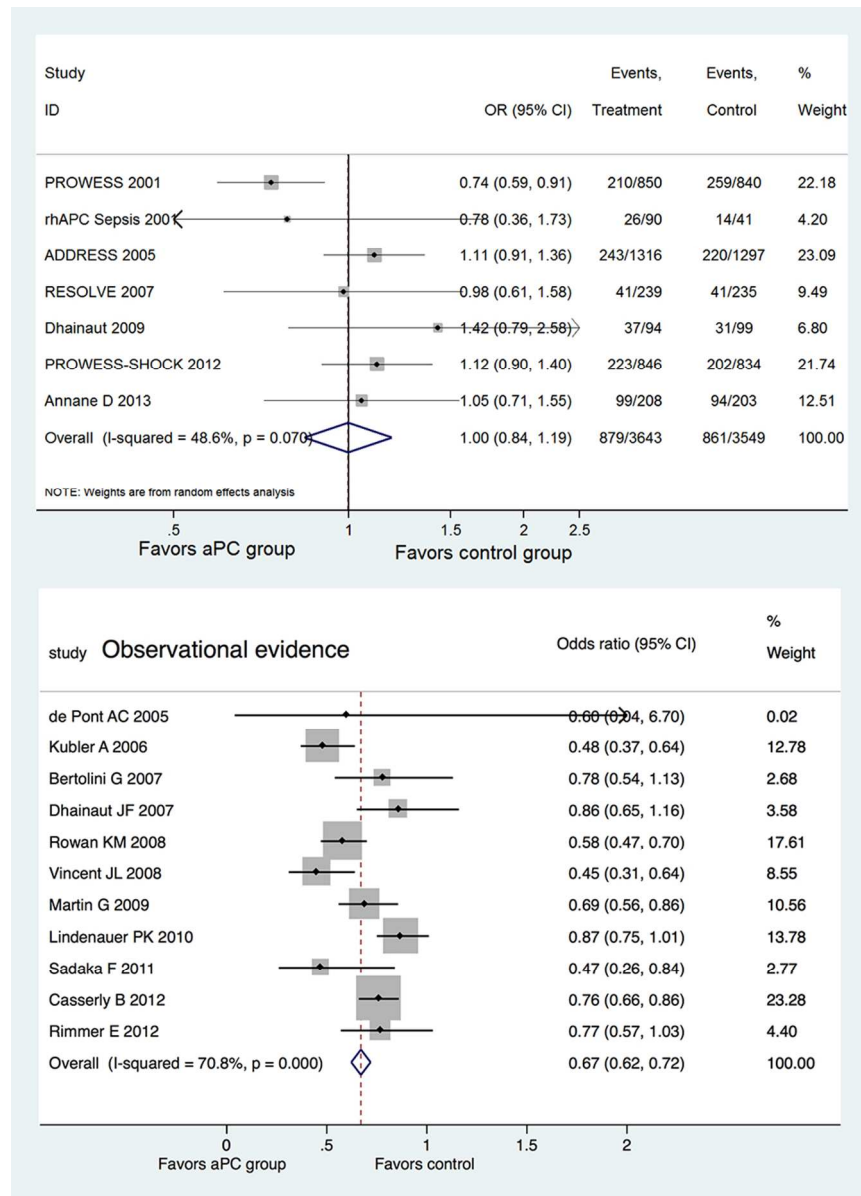 Study Events, Events, %
ID OR (95% CI) Treatment Control Weight
PROWESS 2001 0.74 (0.59, 0.91) 210/850 259/840 22.18
rhAPC Sepsis 2001 0.78 (0.36, 1.73) 26/90 14/41 4.20
ADDRESS 2005 1.11 (0.91, 1.36) 243/1316 220/1297 23.09
RESOLVE 2007 0.98 (0.61, 1.58) 41/239 41/235 9.49
Dhainaut 2009 1.42 (0.79, 2.58) 37/94 31/99 6.80
PROWESS-SHOCK 2012 1.12 (0.90, 1.40) 223/846 202/834 21.74
Annane D 2013 1.05 (0.71, 1.55) 99/208 94/203 12.51
Overall (I-squared = 48.6%, p = 0.070) 1.00 (0.84, 1.19) 879/3643 861/3549 100.00
NOTE: Weights are from random effects analysis
.5 1 1.5 2 2.5
Favors aPC group Favors control group
%
study Observational evidence Odds ratio (95% CI) Weight
de Pont AC 2005 0.60 (0.04, 6.70) 0.02
Kubler A 2006 0.48 (0.37, 0.64) 12.78
Bertolini G 2007 0.78 (0.54, 1.13) 2.68
Dhainaut JF 2007 0.86 (0.65, 1.16) 3.58
Rowan KM 2008 0.58 (0.47, 0.70) 17.61
Vincent JL 2008 0.45 (0.31, 0.64) 8.55
Martin G 2009 0.69 (0.56, 0.86) 10.56
Lindenauer PK 2010 0.87 (0.75, 1.01) 13.78
Sadaka F 2011 0.47 (0.26, 0.84) 2.77
Casserly B 2012 0.76 (0.66, 0.86) 23.28
Rimmer E 2012 0.77 (0.57, 1.03) 4.40
Overall (I-squared = 70.8%, p = 0.000) 0.67 (0.62, 0.72) 100.00
0 .5 1 1.5 2
Favors aPC group Favors control